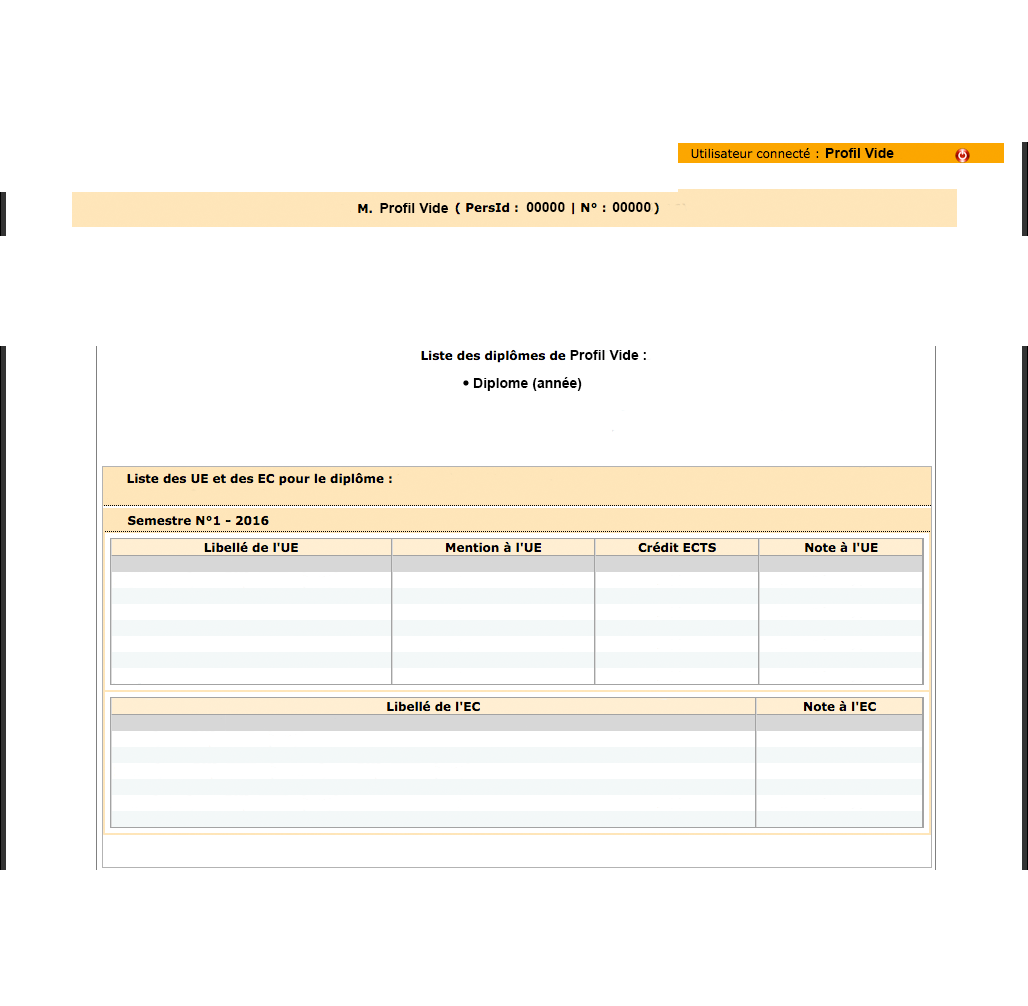 Utilisateur connecté : Profil Vide
M. Profil Vide ( PersId : 00000 | N° : 00000 )
Liste des diplômes de Profil Vide :
• Diplome (année)
Liste des UE et des EC pour le diplôme :
Semestre N°1 - 2016
Libellé de l'UE Mention à l'UE Crédit ECTS Note à l'UE
Libellé de l'EC Note à l'EC